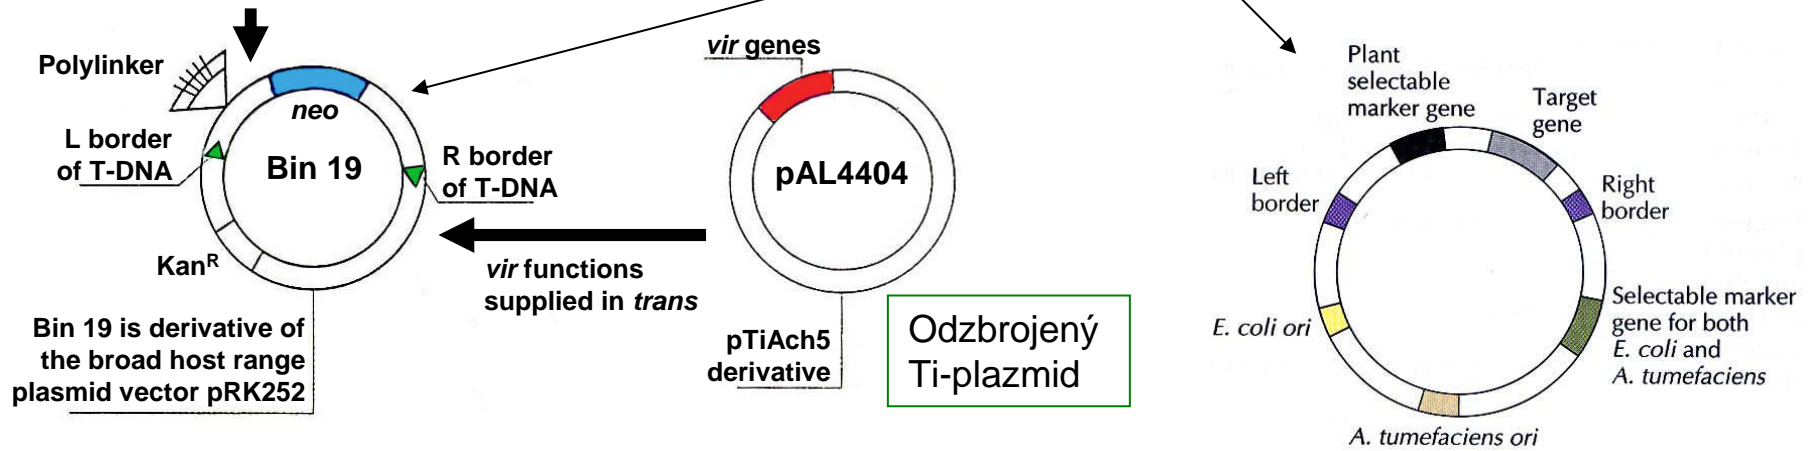 Polylinker
neo
L border
of T-DNA
Bin 19
R border
of T-DNA
Kanᴿ
Bin 19 is derivative of
the broad host range
plasmid vector pRK252
vir genes
pAL4404
vir functions
supplied in trans
pTiAch5
derivative
Odzbrojený
Ti-plazmid
Plant
selectable
marker gene
Target
gene
Left
border
Right
border
E. coli ori
Selectable marker
gene for both
E. coli and
A. tumefaciens
A. tumefaciens ori